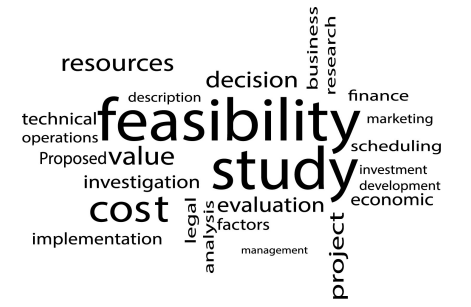 business
research
resources
decision
description
finance
feasibility
technical
marketing
operations
scheduling
Proposed
value
study
investment
investigation
development
economic
cost
legal
analysis
evaluation
factors
project
implementation
management